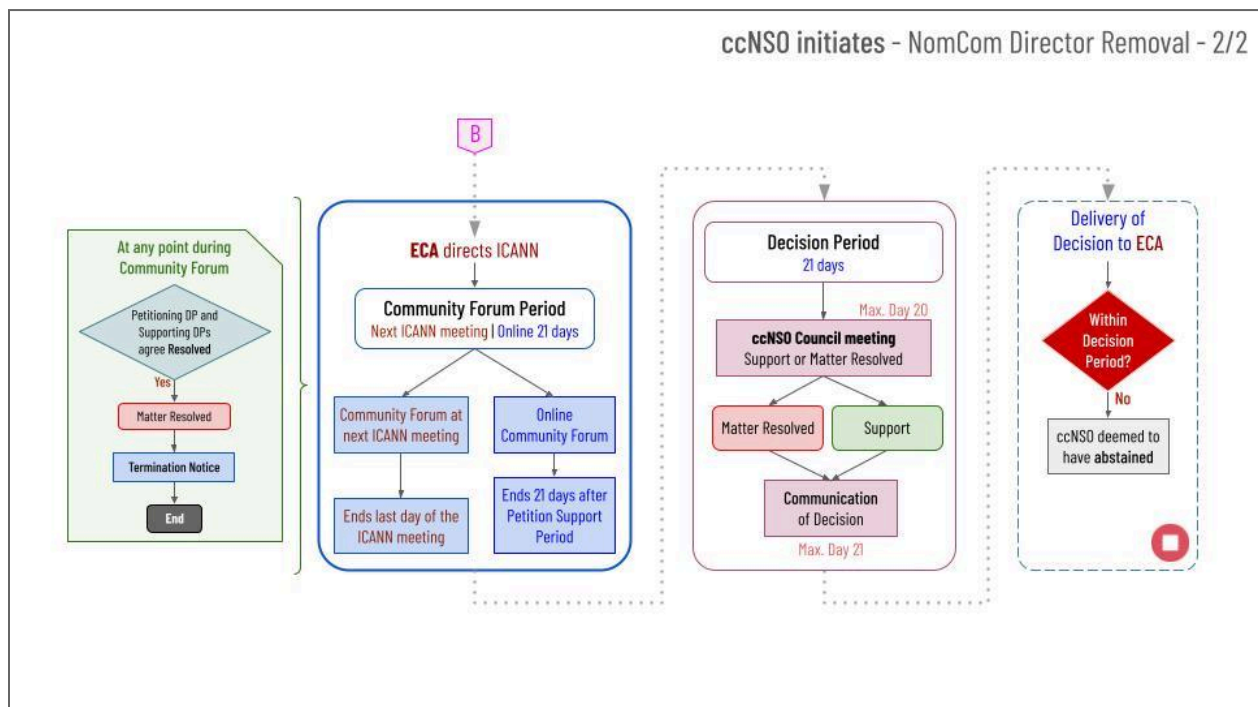 ccNSO initiates - NomCom Director Removal - 2/2
B
At any point during
Community Forum
Petitioning DP and
Supporting DPs
agree Resolved
Yes
Matter Resolved
Termination Notice
End
ECA directs ICANN
Community Forum Period
Next ICANN meeting | Online 21 days
Community Forum at
next ICANN meeting
Ends last day of the
ICANN meeting
Online
Community Forum
Ends 21 days after
Petition Support
Period
Decision Period
21 days
Max. Day 20
ccNSO Council meeting
Support or Matter Resolved
Matter Resolved
Support
Communication
of Decision
Max. Day 21
Delivery of
Decision to ECA
Within
Decision
Period?
No
ccNSO deemed to
have abstained